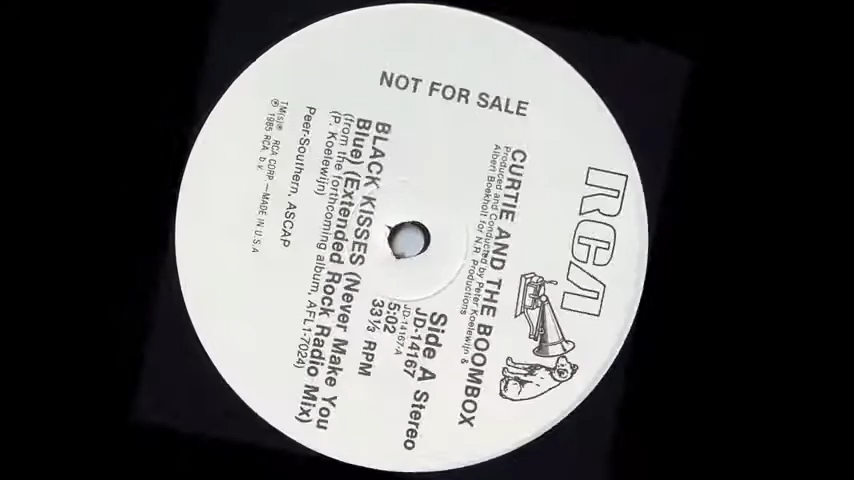 RCA
CURTIE AND THE BOOMBOX
Produced and Conducted by Peter Koelewijn &
Albert Boekholt for N.R. Productions
NOT FOR SALE
Side A Stereo
JD-14167
JD-14167-A
5:02
33⅓ RPM
BLACK KISSES (Never Make You
Blue) (Extended Rock Radio Mix)
(from the forthcoming album, AFL1-7024)
(P. Koelewijn)
Peer-Southern, ASCAP
TM(s)® RCA CORP.—MADE IN U.S.A
℗ 1985 RCA, b.v.